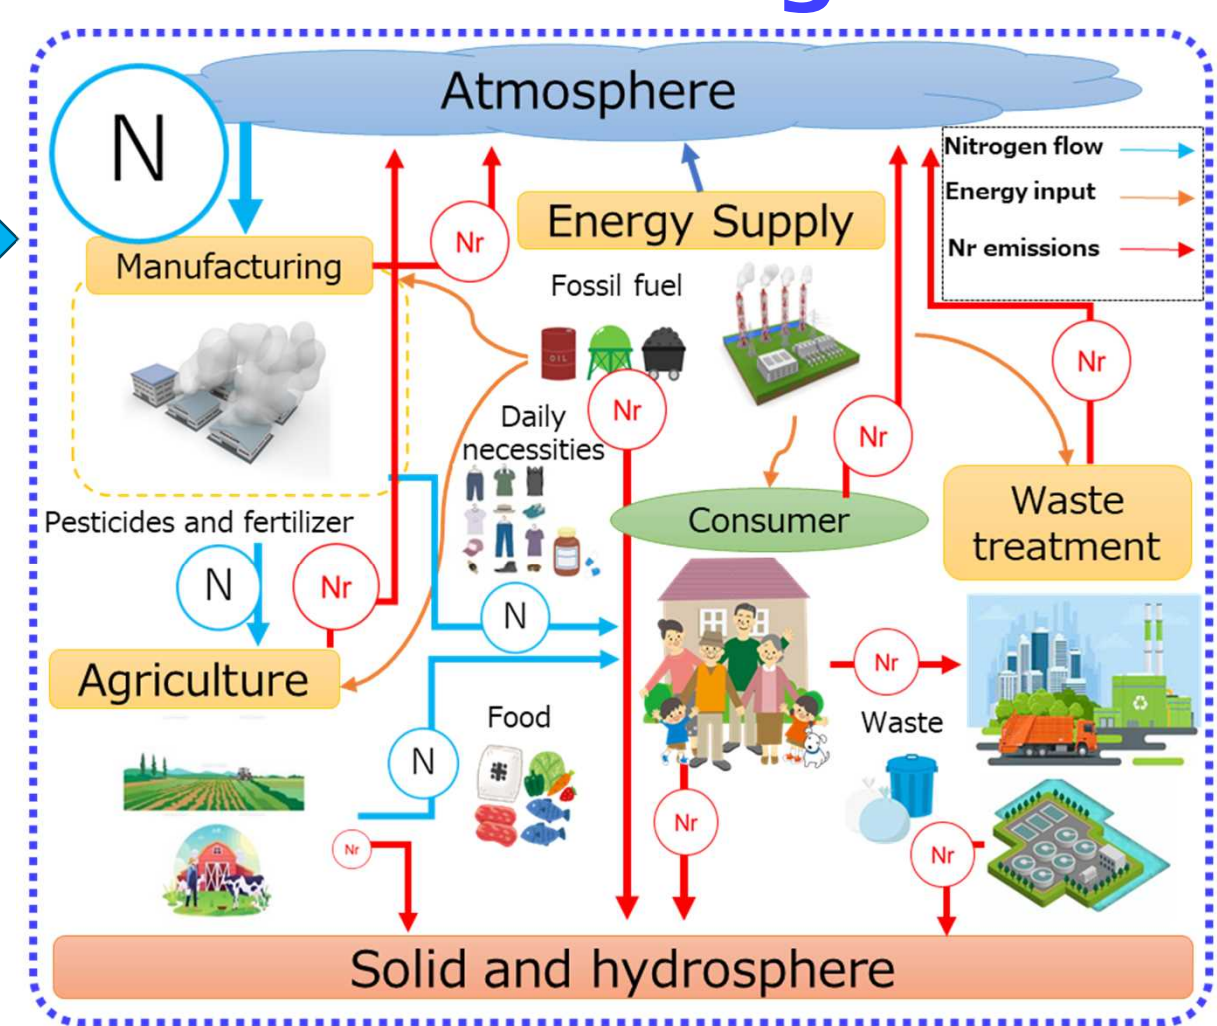 Atmosphere
N
Nitrogen flow
Energy input
Nr emissions
Energy Supply
Nr
Manufacturing
Fossil fuel
OIL
Nr
Nr
Nr
Daily
necessities
Consumer
Waste
treatment
Pesticides and fertilizer
N
Nr
N
Agriculture
Nr
Food
Waste
N
Nr
Nr
Nr
Solid and hydrosphere